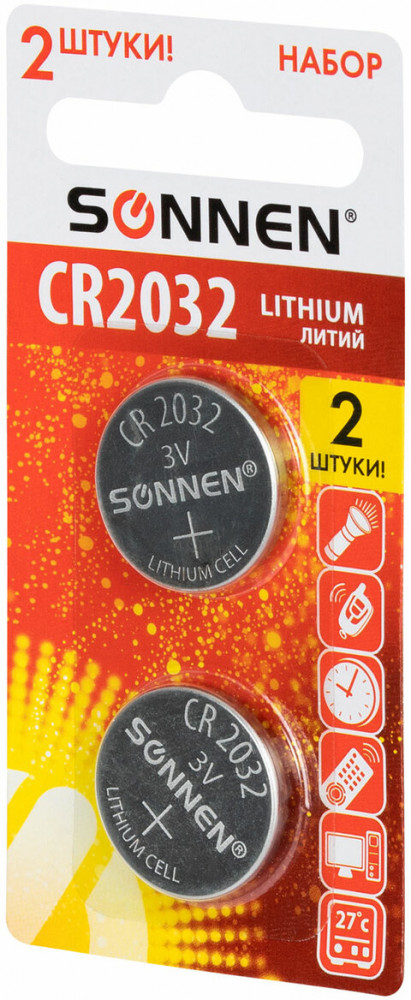 2 ШТУКИ!
НАБОР
SONNEN®
CR2032
LITHIUM
ЛИТИЙ
2
ШТУКИ!
CR 2032
3V
SONNEN®
LITHIUM CELL
CR 2032
3V
SONNEN®
LITHIUM CELL
27°C